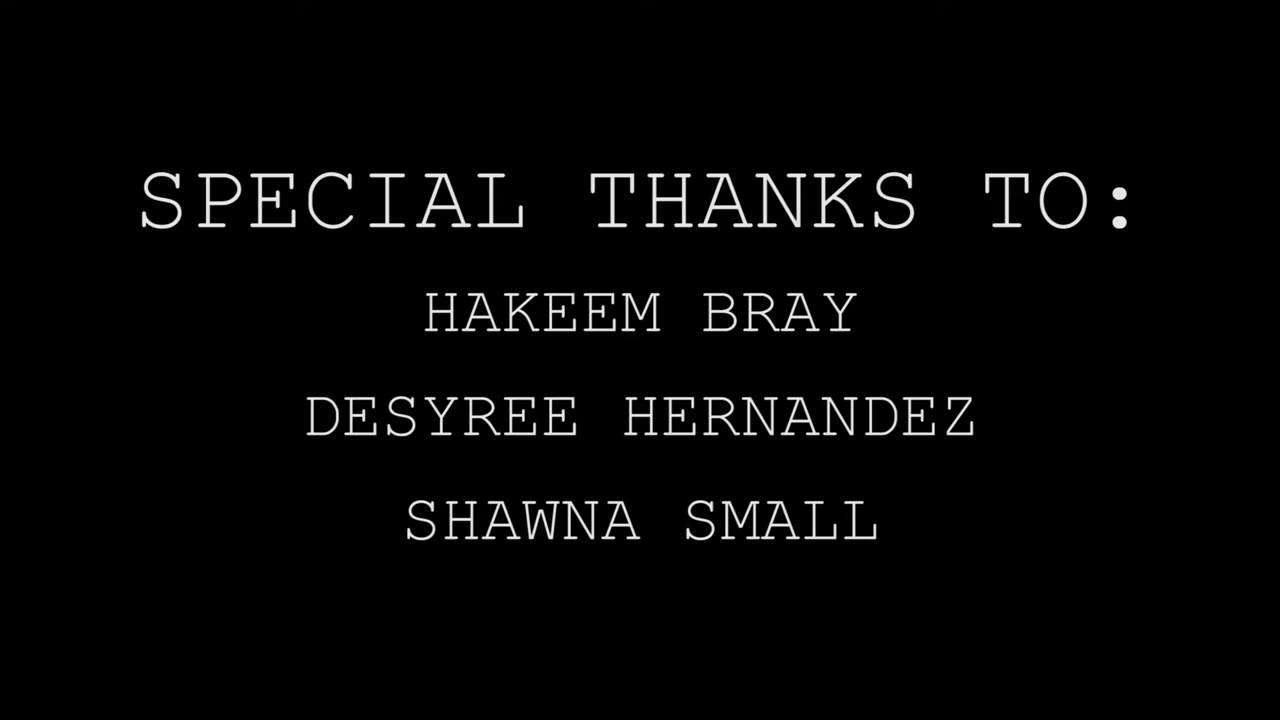 SPECIAL THANKS TO:
HAKEEM BRAY
DESYREE HERNANDEZ
SHAWNA SMALL